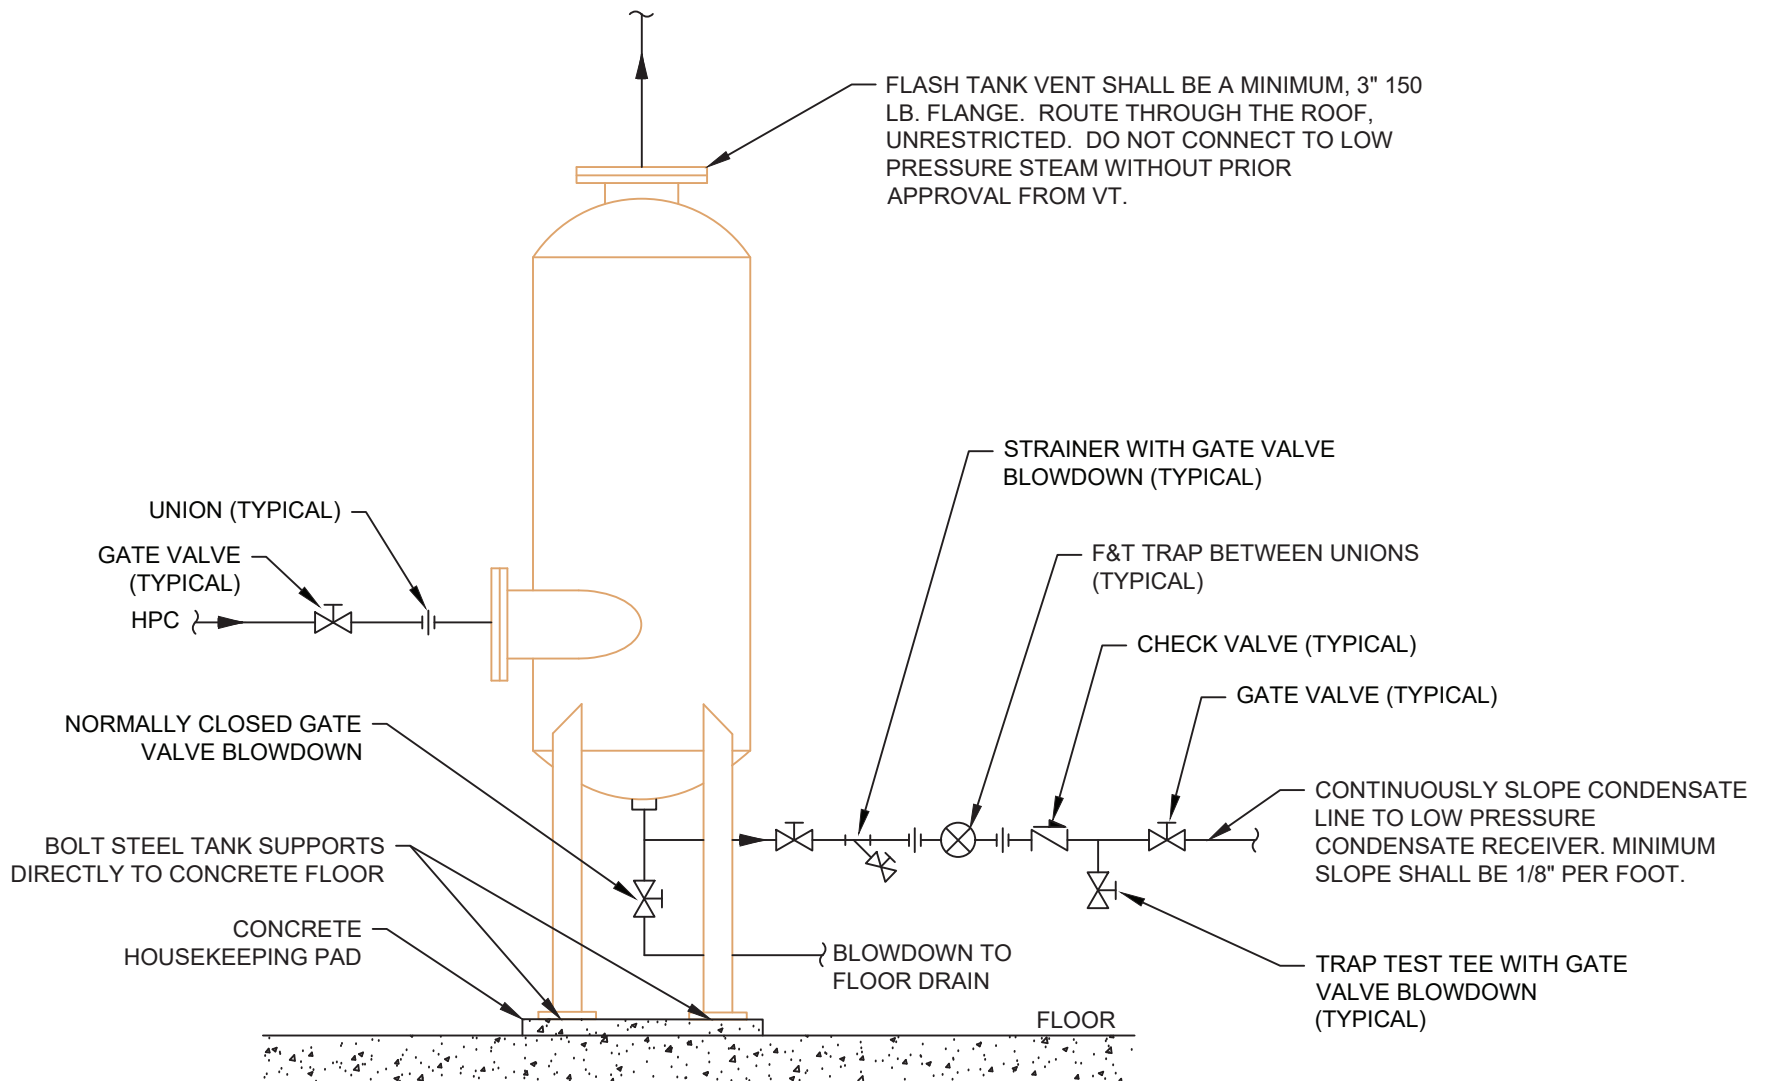 FLASH TANK VENT SHALL BE A MINIMUM, 3" 150
LB. FLANGE. ROUTE THROUGH THE ROOF,
UNRESTRICTED. DO NOT CONNECT TO LOW
PRESSURE STEAM WITHOUT PRIOR
APPROVAL FROM VT.
STRAINER WITH GATE VALVE
BLOWDOWN (TYPICAL)
UNION (TYPICAL)
GATE VALVE
(TYPICAL)
HPC
F&T TRAP BETWEEN UNIONS
(TYPICAL)
CHECK VALVE (TYPICAL)
GATE VALVE (TYPICAL)
NORMALLY CLOSED GATE
VALVE BLOWDOWN
CONTINUOUSLY SLOPE CONDENSATE
LINE TO LOW PRESSURE
CONDENSATE RECEIVER. MINIMUM
SLOPE SHALL BE 1/8" PER FOOT.
BOLT STEEL TANK SUPPORTS
DIRECTLY TO CONCRETE FLOOR
CONCRETE
HOUSEKEEPING PAD
BLOWDOWN TO
FLOOR DRAIN
TRAP TEST TEE WITH GATE
VALVE BLOWDOWN
(TYPICAL)
FLOOR